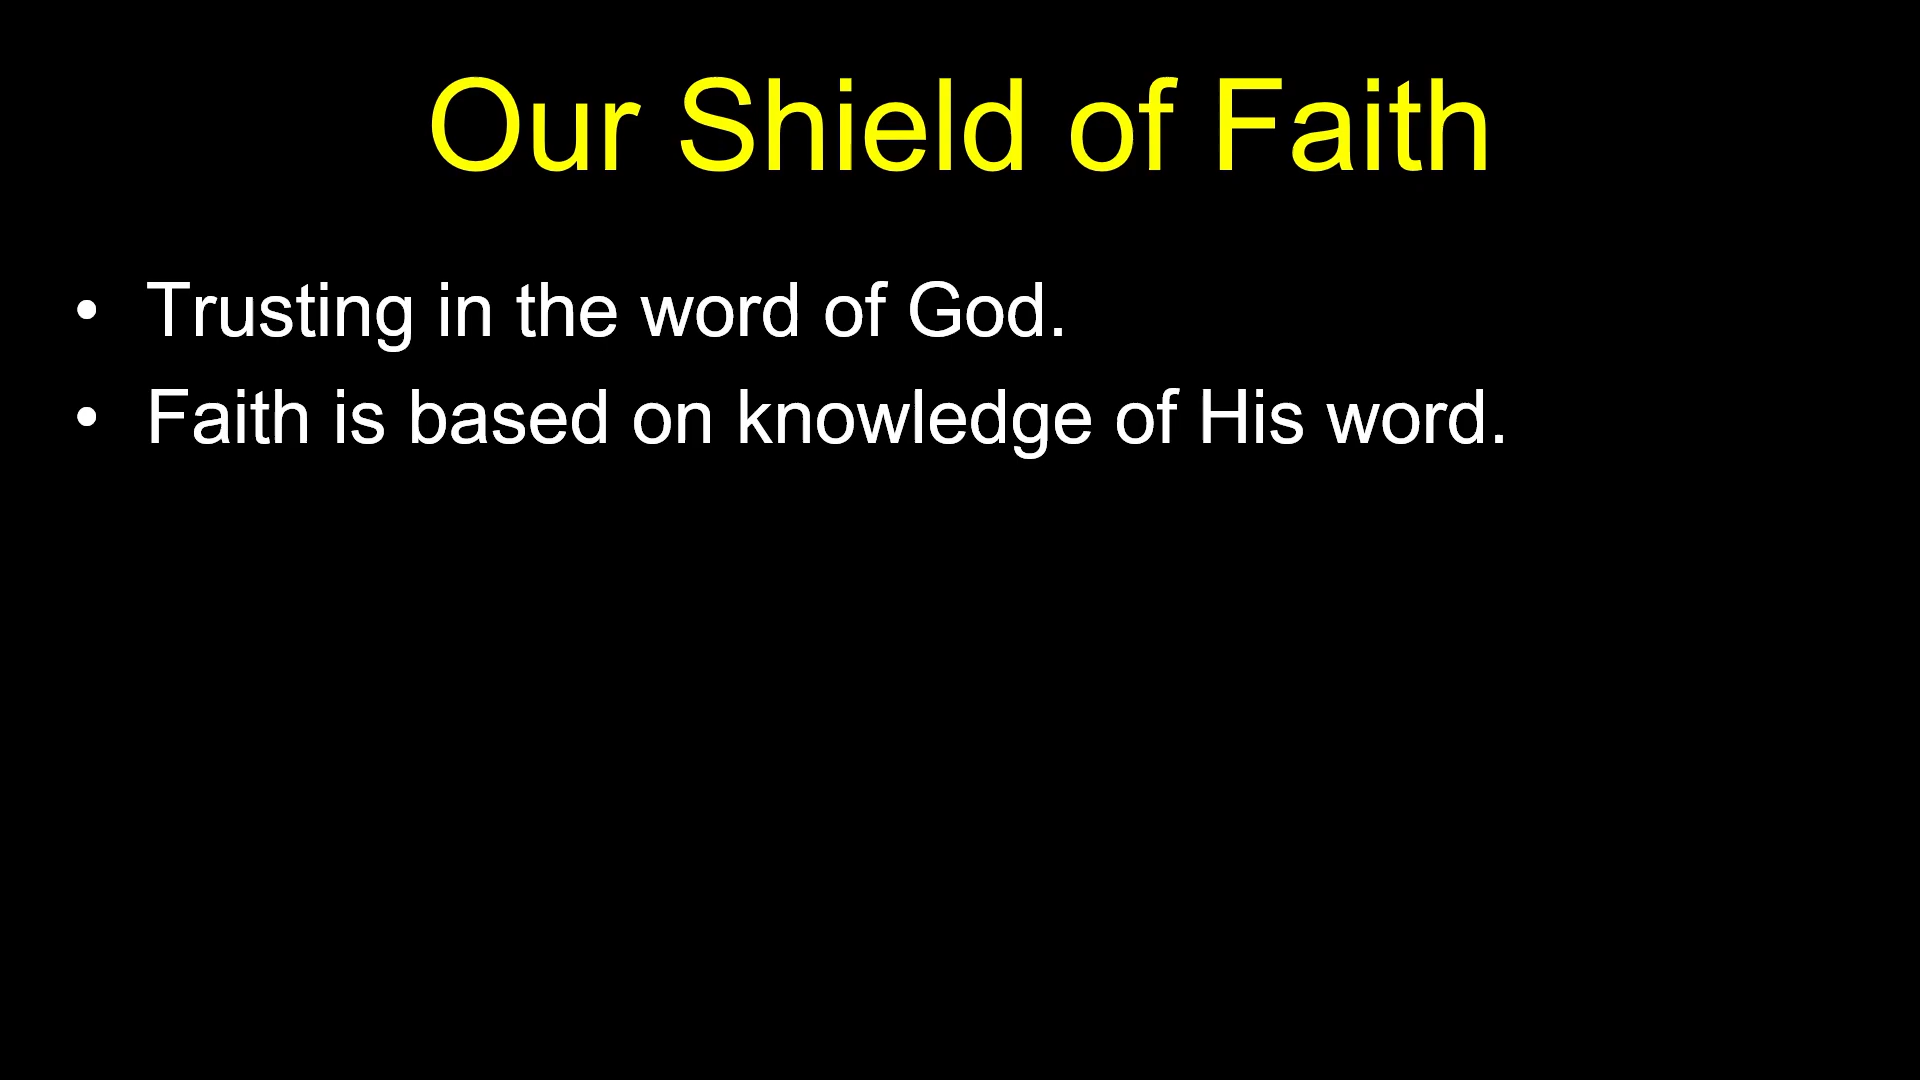 Our Shield of Faith
• Trusting in the word of God.
• Faith is based on knowledge of His word.